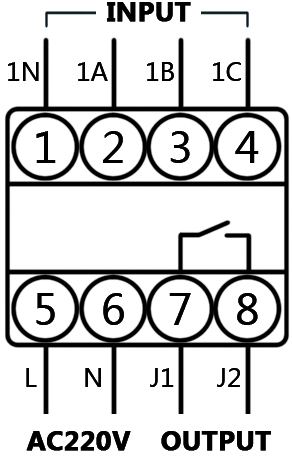 INPUT
1N 1A 1B 1C
1 2 3 4
5 6 7 8
L N J1 J2
AC220V OUTPUT